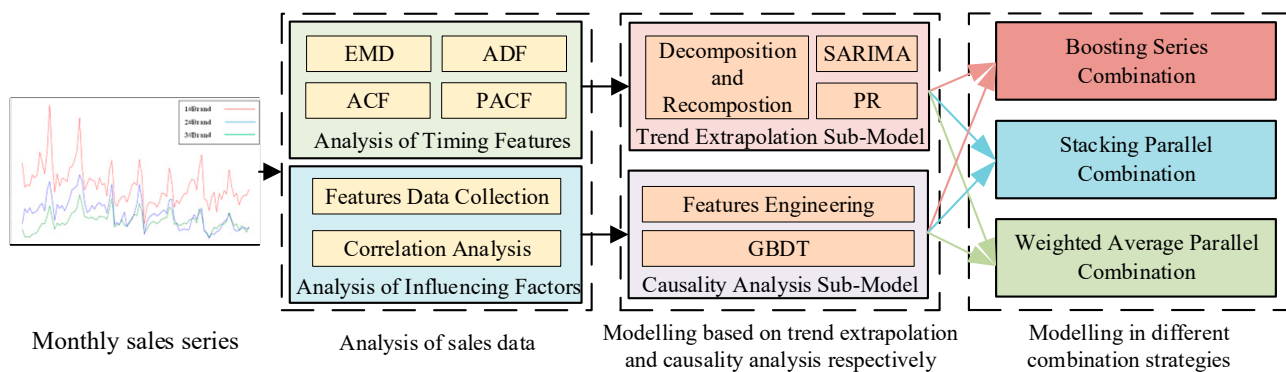 1#Brand
2#Brand
3#Brand
Monthly sales series
EMD
ADF
ACF
PACF
Analysis of Timing Features
Features Data Collection
Correlation Analysis
Analysis of Influencing Factors
Analysis of sales data
Decomposition
and
Recompostion
SARIMA
PR
Trend Extrapolation Sub-Model
Features Engineering
GBDT
Causality Analysis Sub-Model
Modelling based on trend extrapolation
and causality analysis respectively
Boosting Series
Combination
Stacking Parallel
Combination
Weighted Average Parallel
Combination
Modelling in different
combination strategies